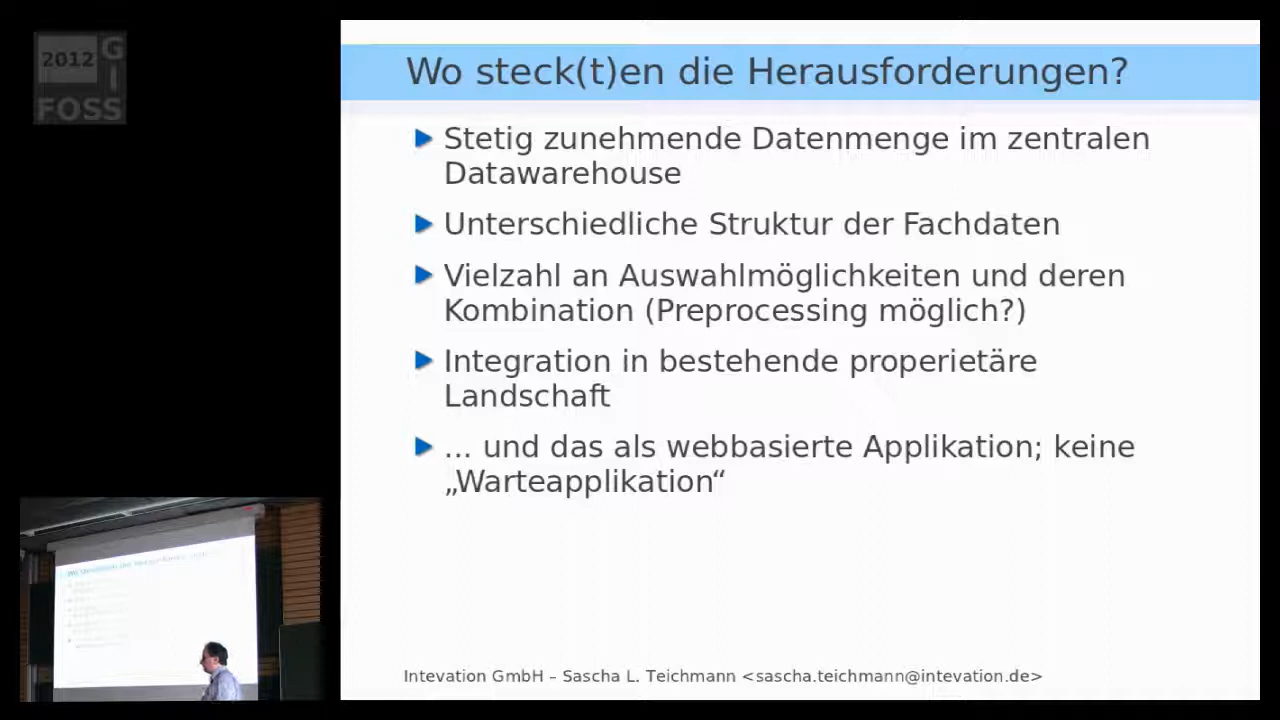 2012
GI
FOSS
Wo steck(t)en die Herausforderungen?
Stetig zunehmende Datenmenge im zentralen
Datawarehouse
Unterschiedliche Struktur der Fachdaten
Vielzahl an Auswahlmöglichkeiten und deren
Kombination (Preprocessing möglich?)
Integration in bestehende properietäre
Landschaft
... und das als webbasierte Applikation; keine
„Warteapplikation“
Intevation GmbH – Sascha L. Teichmann <sascha.teichmann@intevation.de>